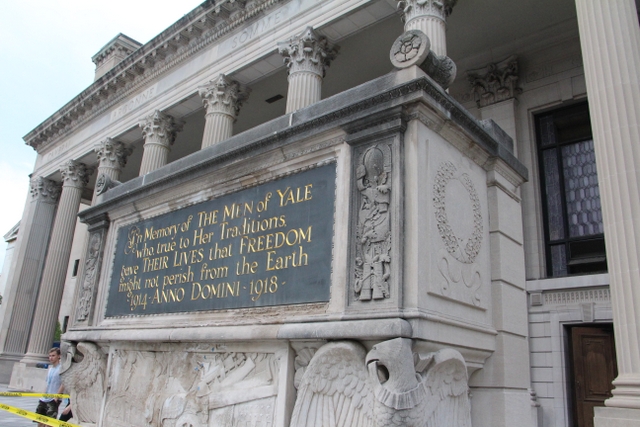 In Memory of THE MEN of YALE
who true to Her Traditions
gave THEIR LIVES that FREEDOM
might not perish from the Earth
1914 - ANNO DOMINI - 1918 -